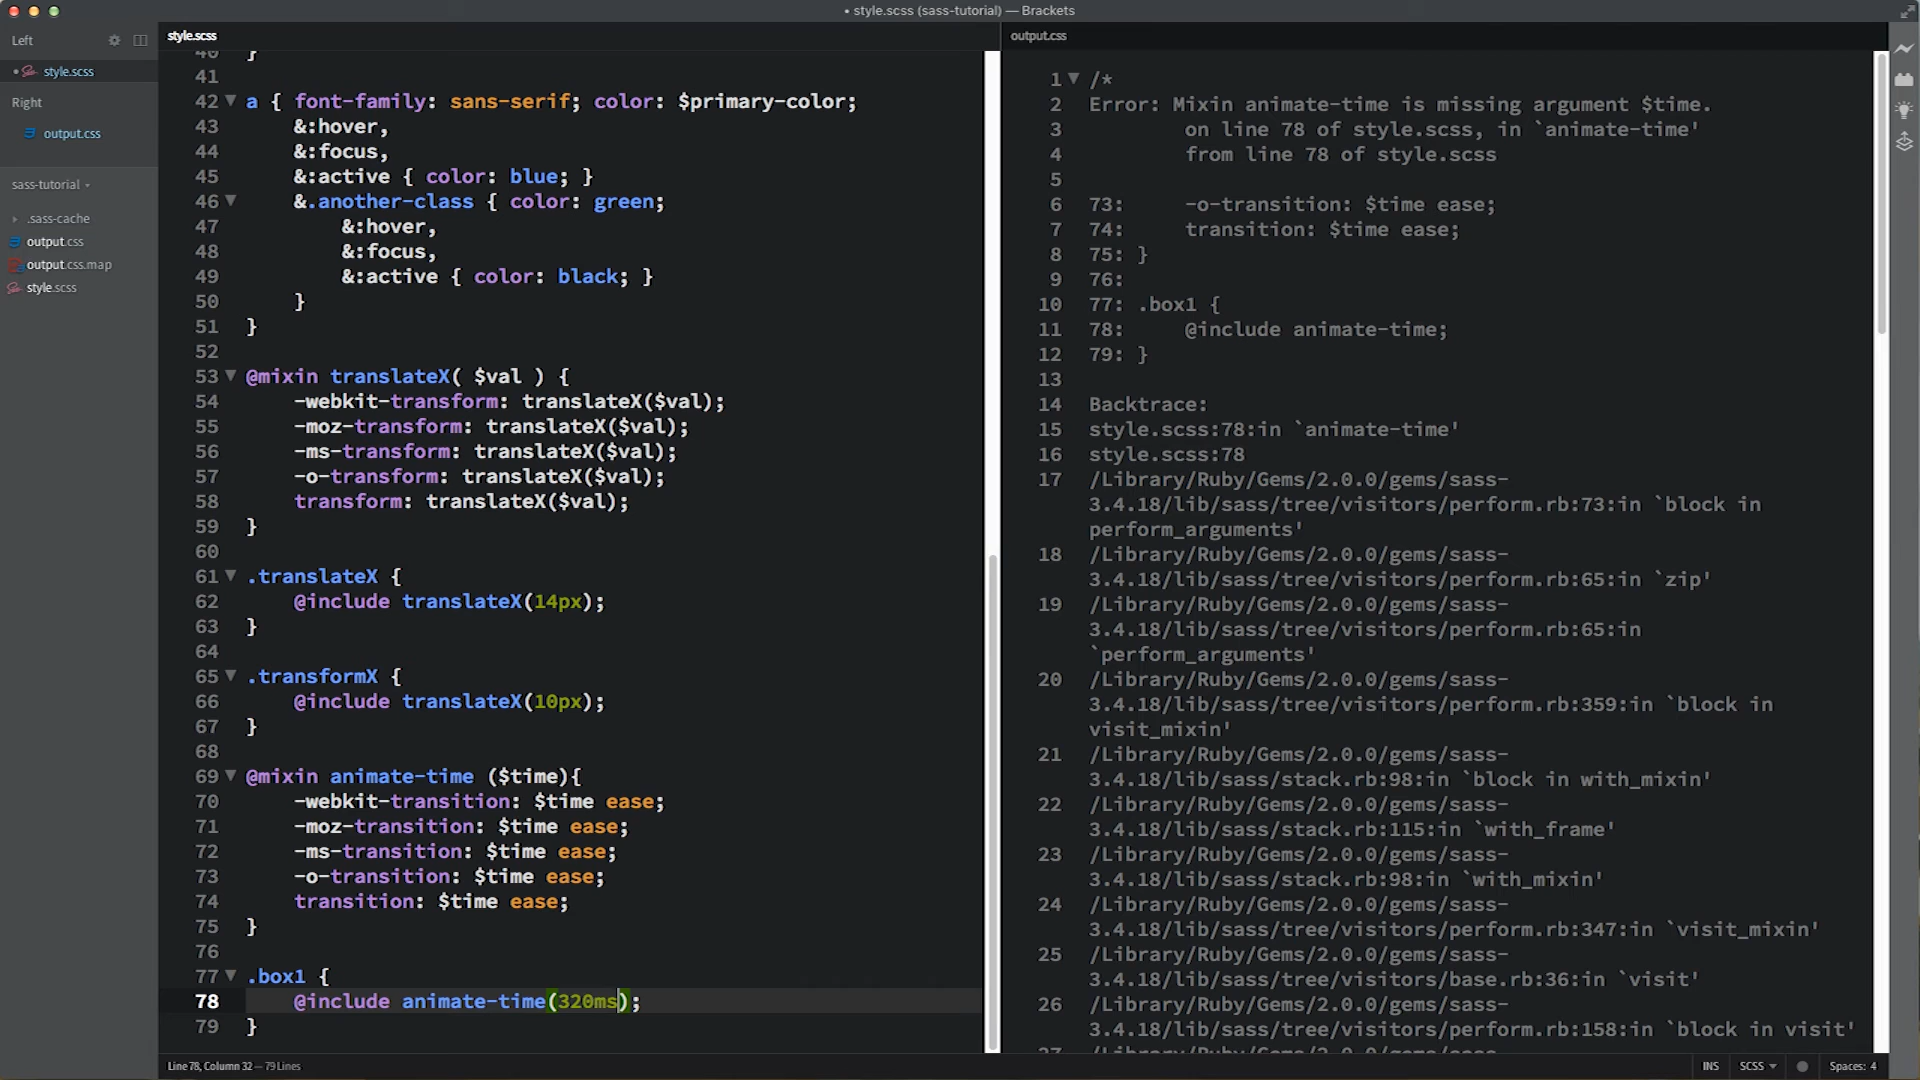 • style.scss (sass-tutorial) — Brackets
Left
• style.scss
Right
output.css
sass-tutorial
.sass-cache
output.css
output.css.map
style.scss
style.scss
40 }
41
42 a { font-family: sans-serif; color: $primary-color;
43 &:hover,
44 &:focus,
45 &:active { color: blue; }
46 &.another-class { color: green;
47 &:hover,
48 &:focus,
49 &:active { color: black; }
50 }
51 }
52
53 @mixin translateX( $val ) {
54 -webkit-transform: translateX($val);
55 -moz-transform: translateX($val);
56 -ms-transform: translateX($val);
57 -o-transform: translateX($val);
58 transform: translateX($val);
59 }
60
61 .translateX {
62 @include translateX(14px);
63 }
64
65 .transformX {
66 @include translateX(10px);
67 }
68
69 @mixin animate-time ($time){
70 -webkit-transition: $time ease;
71 -moz-transition: $time ease;
72 -ms-transition: $time ease;
73 -o-transition: $time ease;
74 transition: $time ease;
75 }
76
77 .box1 {
78 @include animate-time(320ms);
79 }
output.css
1 /*
2 Error: Mixin animate-time is missing argument $time.
3 on line 78 of style.scss, in `animate-time'
4 from line 78 of style.scss
5
6 73: -o-transition: $time ease;
7 74: transition: $time ease;
8 75: }
9 76:
10 77: .box1 {
11 78: @include animate-time;
12 79: }
13
14 Backtrace:
15 style.scss:78:in `animate-time'
16 style.scss:78
17 /Library/Ruby/Gems/2.0.0/gems/sass-
3.4.18/lib/sass/tree/visitors/perform.rb:73:in `block in
perform_arguments'
18 /Library/Ruby/Gems/2.0.0/gems/sass-
3.4.18/lib/sass/tree/visitors/perform.rb:65:in `zip'
19 /Library/Ruby/Gems/2.0.0/gems/sass-
3.4.18/lib/sass/tree/visitors/perform.rb:65:in
`perform_arguments'
20 /Library/Ruby/Gems/2.0.0/gems/sass-
3.4.18/lib/sass/tree/visitors/perform.rb:359:in `block in
visit_mixin'
21 /Library/Ruby/Gems/2.0.0/gems/sass-
3.4.18/lib/sass/stack.rb:98:in `block in with_mixin'
22 /Library/Ruby/Gems/2.0.0/gems/sass-
3.4.18/lib/sass/stack.rb:115:in `with_frame'
23 /Library/Ruby/Gems/2.0.0/gems/sass-
3.4.18/lib/sass/stack.rb:98:in `with_mixin'
24 /Library/Ruby/Gems/2.0.0/gems/sass-
3.4.18/lib/sass/tree/visitors/perform.rb:347:in `visit_mixin'
25 /Library/Ruby/Gems/2.0.0/gems/sass-
3.4.18/lib/sass/tree/visitors/base.rb:36:in `visit'
26 /Library/Ruby/Gems/2.0.0/gems/sass-
3.4.18/lib/sass/tree/visitors/perform.rb:158:in `block in visit'
Line 78, Column 32 — 79 Lines
INS SCSS Spaces: 4